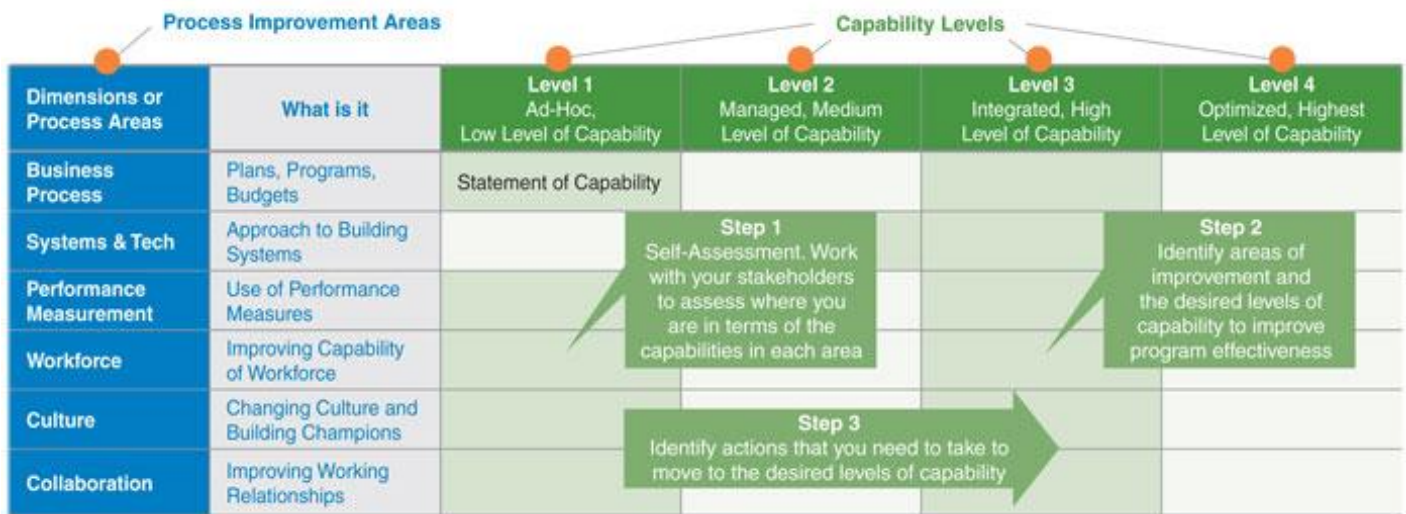 Process Improvement Areas
Capability Levels
Dimensions or
Process Areas
What is it
Level 1
Ad-Hoc,
Low Level of Capability
Level 2
Managed, Medium
Level of Capability
Level 3
Integrated, High
Level of Capability
Level 4
Optimized, Highest
Level of Capability
Business
Process
Plans, Programs,
Budgets
Statement of Capability
Systems & Tech
Approach to Building
Systems
Step 1
Self-Assessment. Work
with your stakeholders
to assess where you
are in terms of the
capabilities in each area
Step 2
Identify areas of
improvement and
the desired levels of
capability to improve
program effectiveness
Performance
Measurement
Use of Performance
Measures
Workforce
Improving Capability
of Workforce
Culture
Changing Culture and
Building Champions
Step 3
Identify actions that you need to take to
move to the desired levels of capability
Collaboration
Improving Working
Relationships